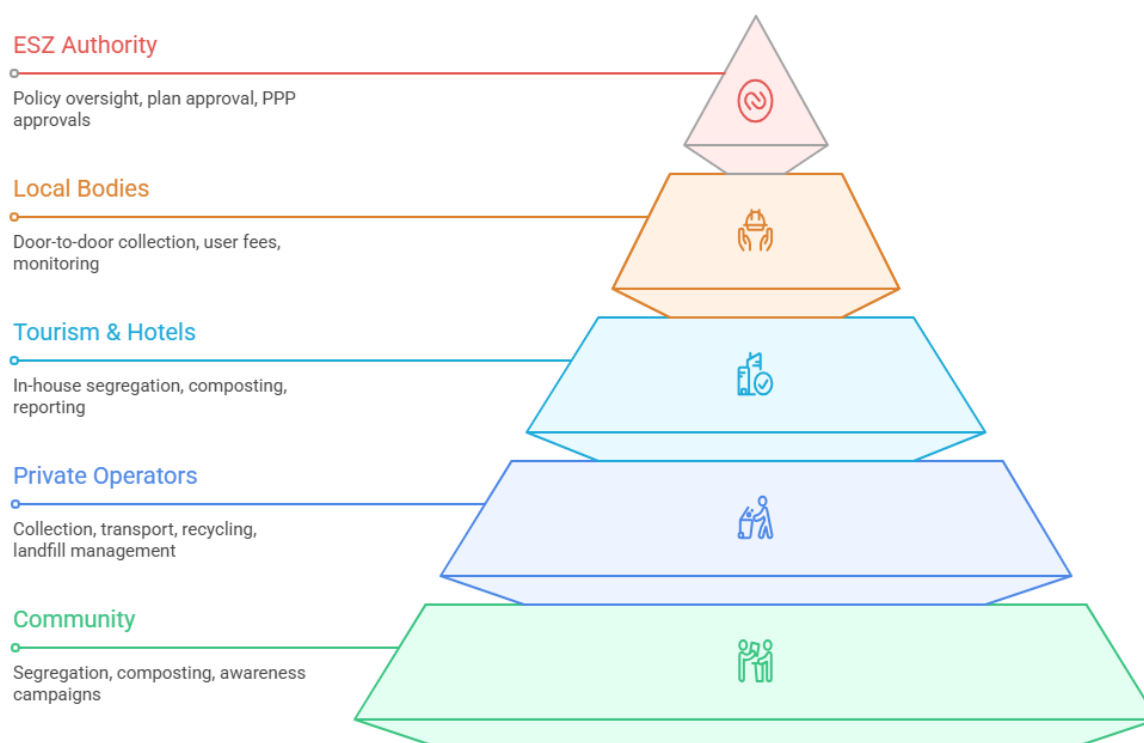 ESZ Authority
Policy oversight, plan approval, PPP
approvals
Local Bodies
Door-to-door collection, user fees,
monitoring
Tourism & Hotels
In-house segregation, composting,
reporting
Private Operators
Collection, transport, recycling,
landfill management
Community
Segregation, composting, awareness
campaigns